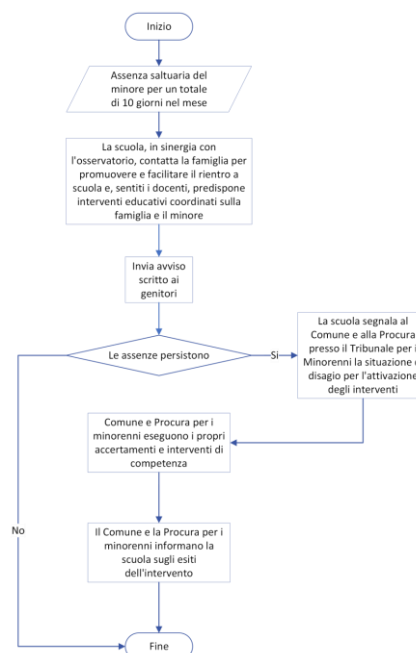 Inizio
Assenza saltuaria del
minore per un totale
di 10 giorni nel mese
La scuola, in sinergia con
l'osservatorio, contatta la famiglia per
promuovere e facilitare il rientro a
scuola e, sentiti i docenti, predispone
interventi educativi coordinati sulla
famiglia e il minore
Invia avviso
scritto ai
genitori
Le assenze persistono
Si
La scuola segnala al
Comune e alla Procura
presso il Tribunale per i
Minorenni la situazione
disagio per l'attivazione
degli interventi
Comune e Procura per i
minorenni eseguono i propri
accertamenti e interventi di
competenza
No
Il Comune e la Procura per i
minorenni informano la
scuola sugli esiti
dell'intervento
Fine